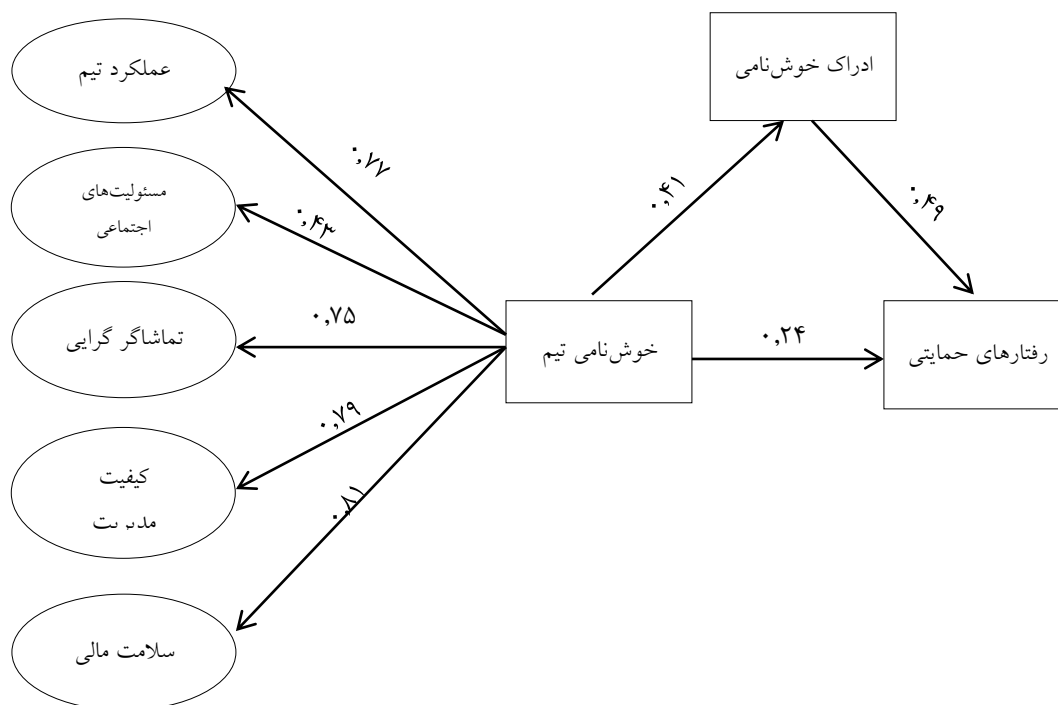 عملکرد تیم
ادراک خوش‌نامی
۰,۷۷
مسئولیت‌های
اجتماعی
۰,۴۳
۰,۴۱
۰,۴۹
تماشاگر گرایی
۰,۷۵
خوش‌نامی تیم
۰,۲۴
رفتارهای حمایتی
۰,۷۹
کیفیت
مدیریت
۰,۸۱
سلامت مالی